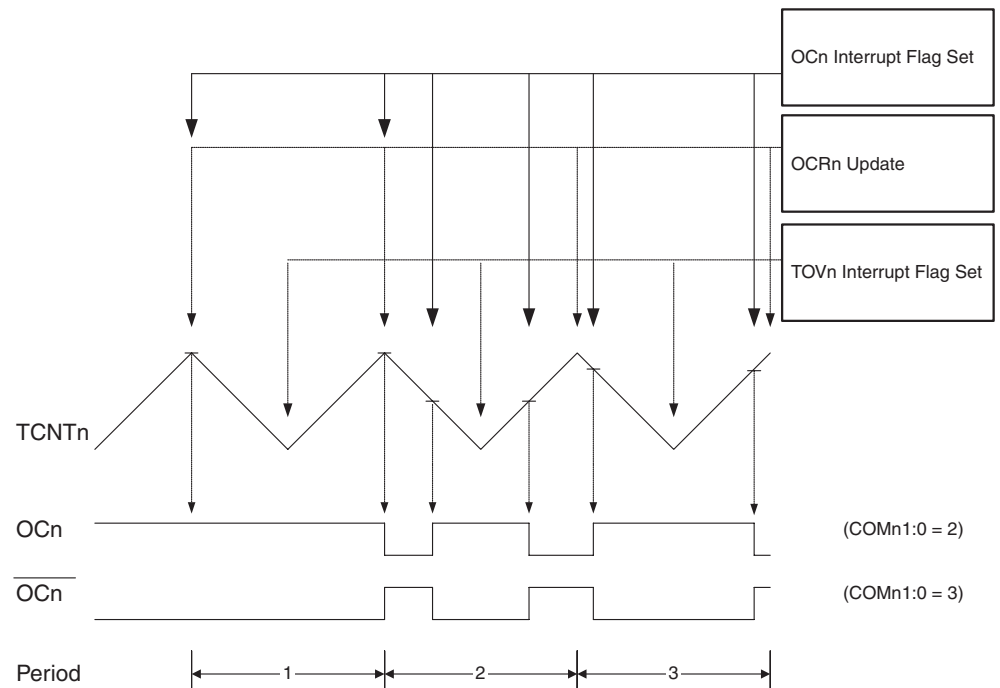 OCn Interrupt Flag Set
OCRn Update
TOVn Interrupt Flag Set
TCNTn
OCn
(COMn1:0 = 2)
OCn
(COMn1:0 = 3)
Period
1
2
3